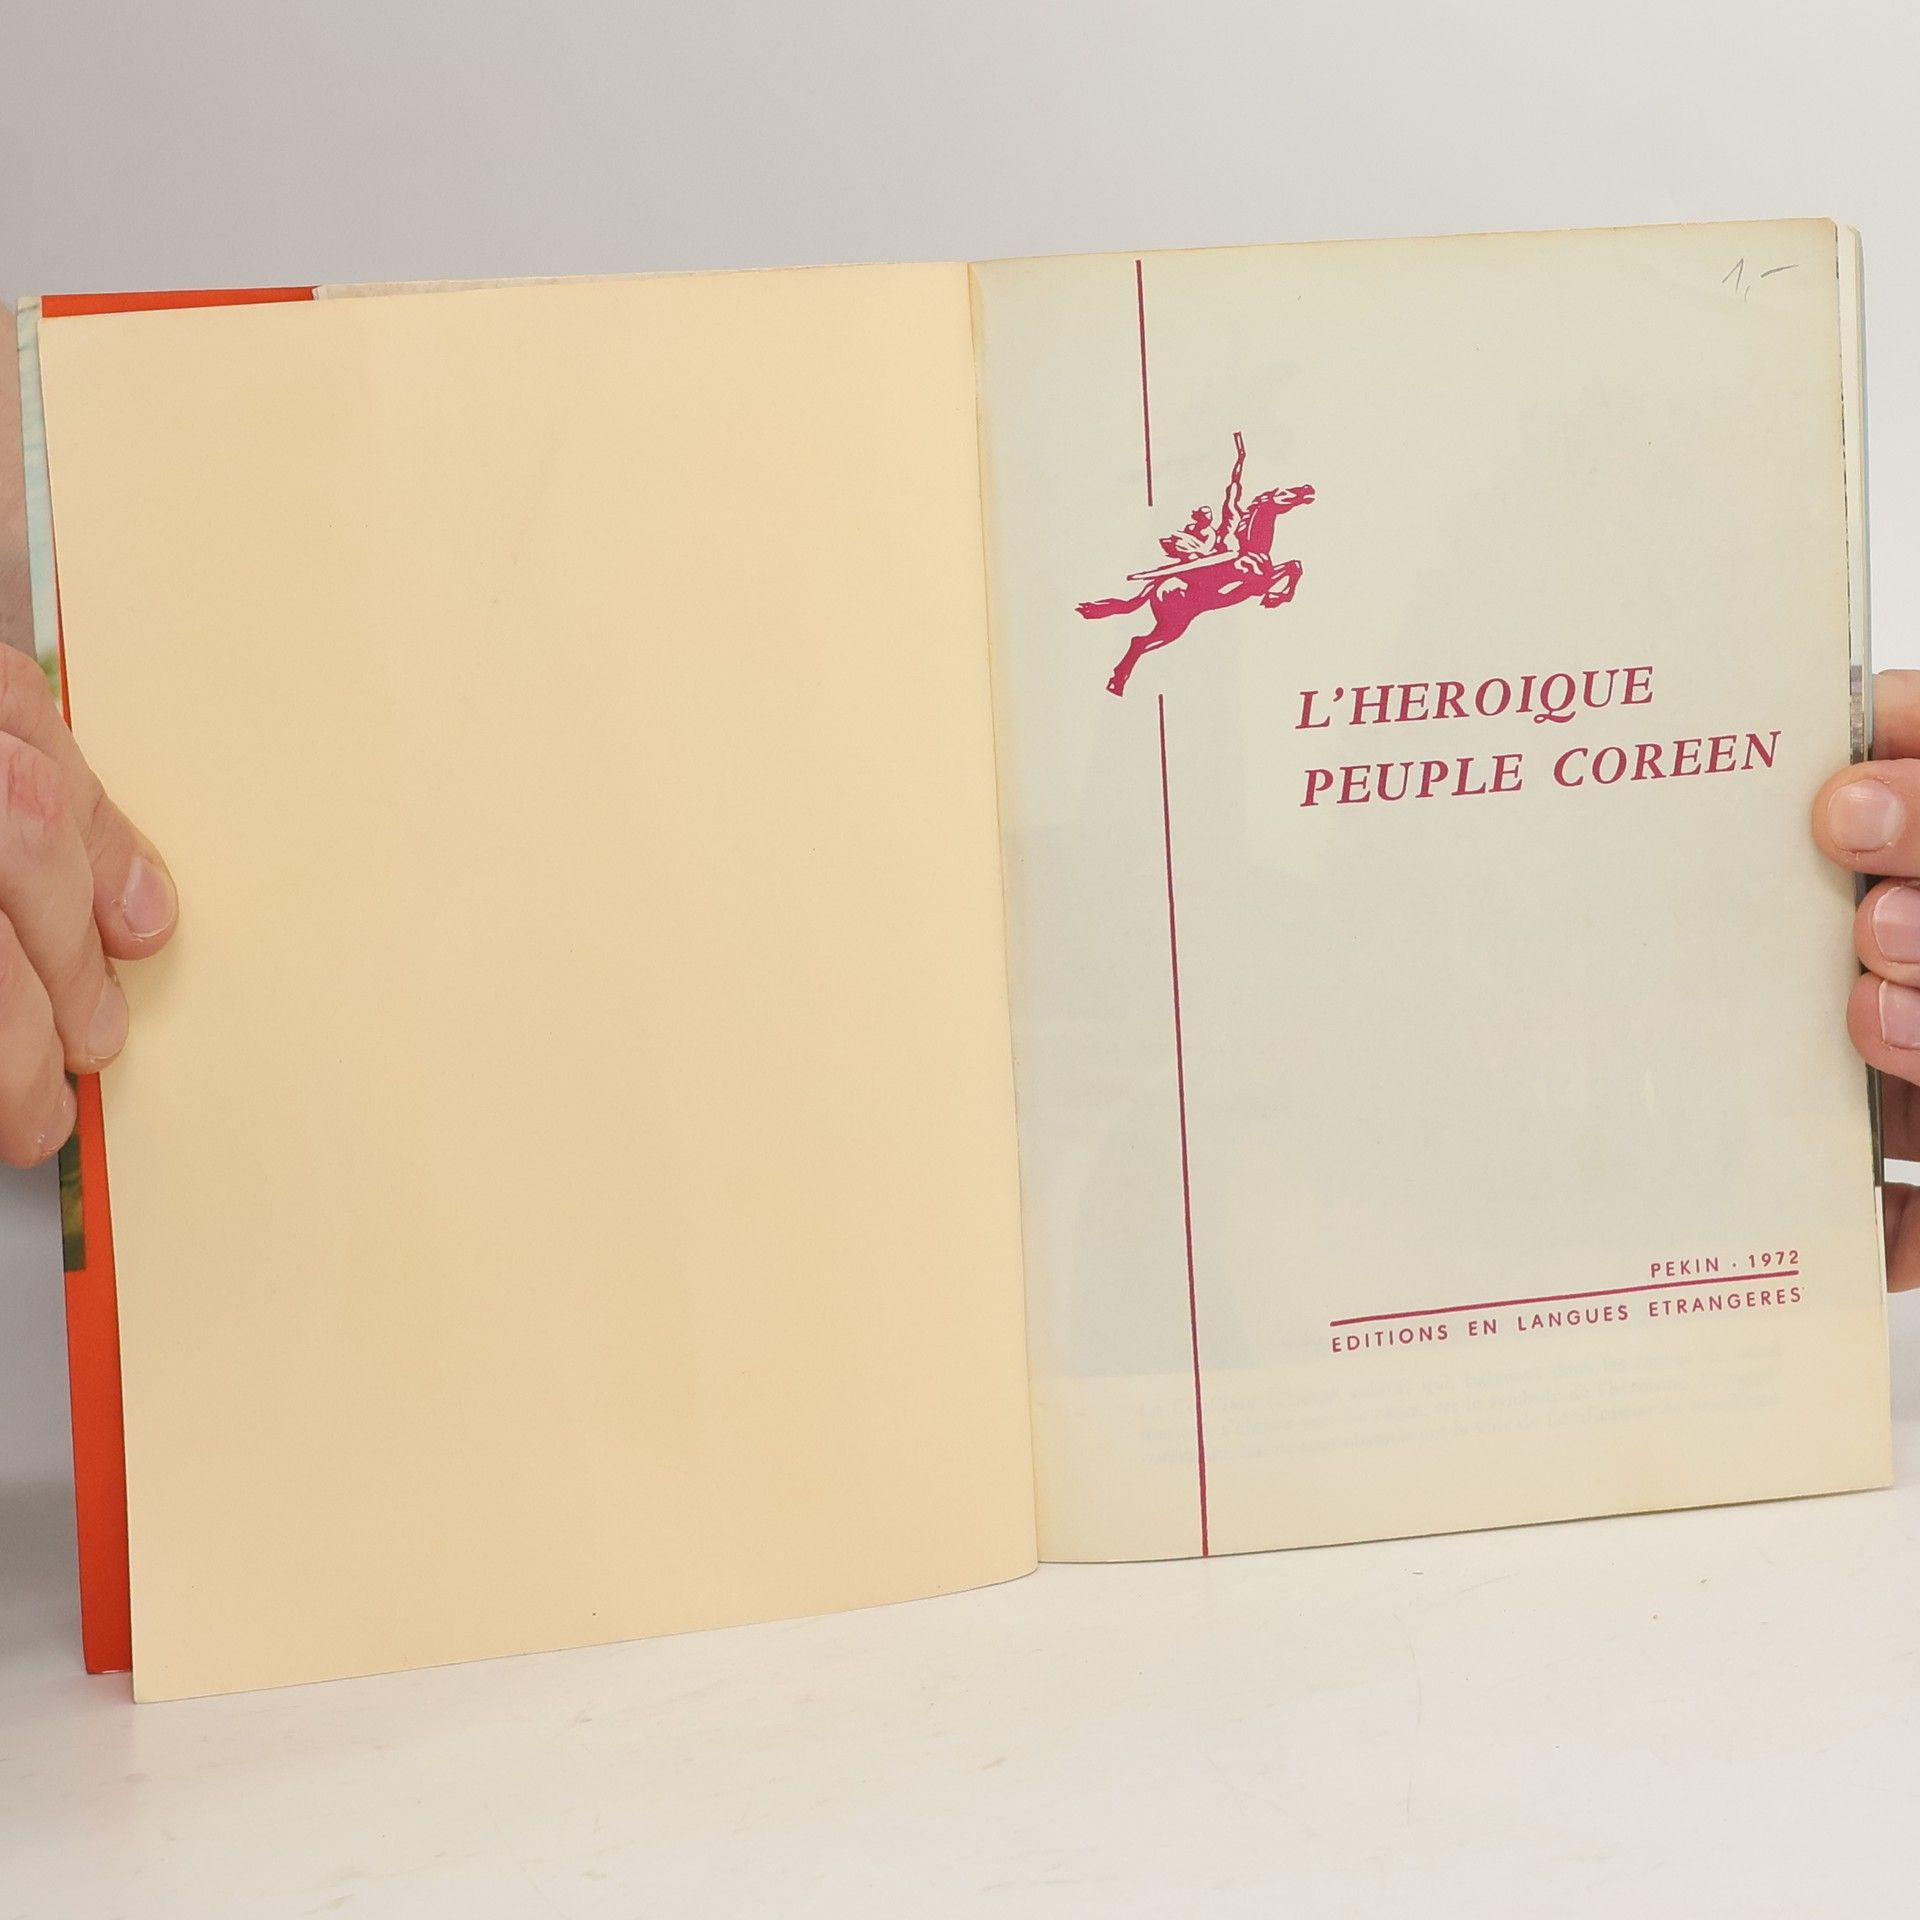 1,-
L'HEROIQUE
PEUPLE COREEN
PEKIN · 1972
EDITIONS EN LANGUES ETRANGERES